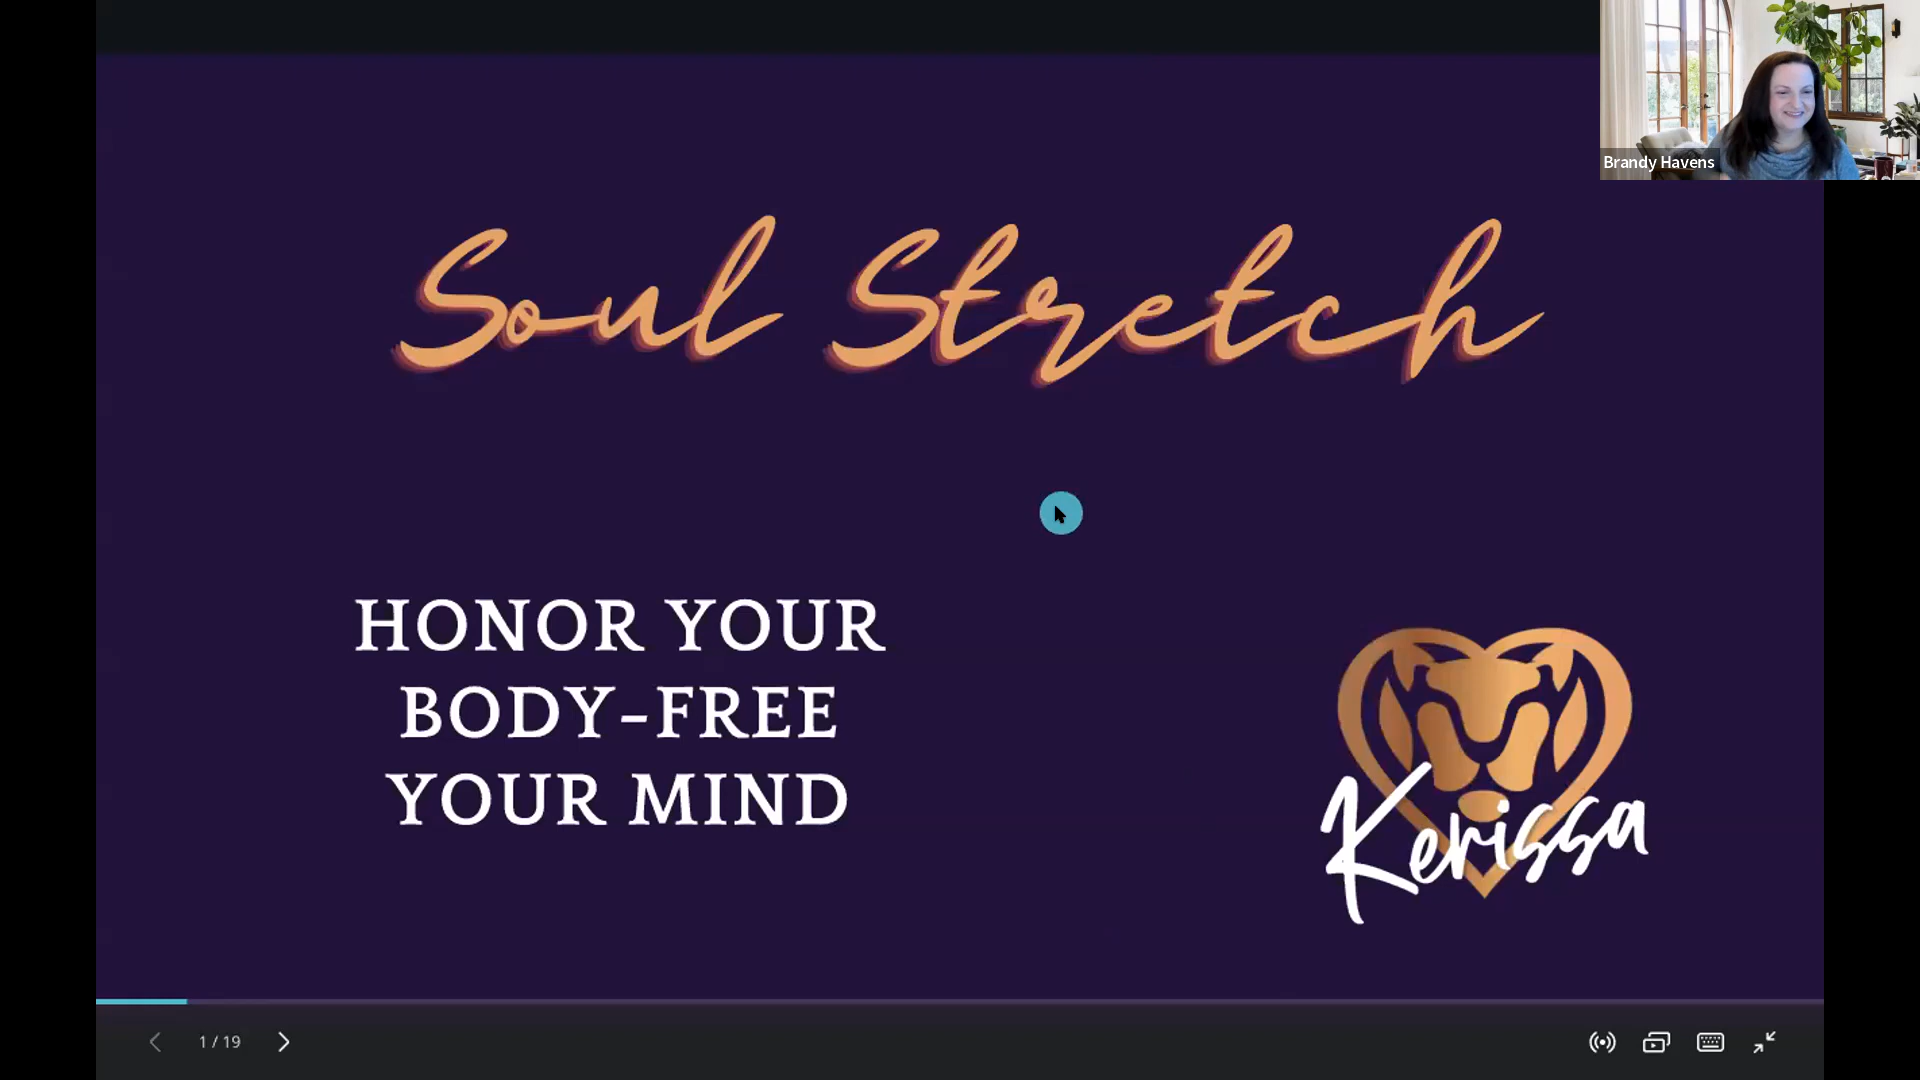 Brandy Havens
Soul Stretch
HONOR YOUR
BODY-FREE
YOUR MIND
Kerissa
1 / 19